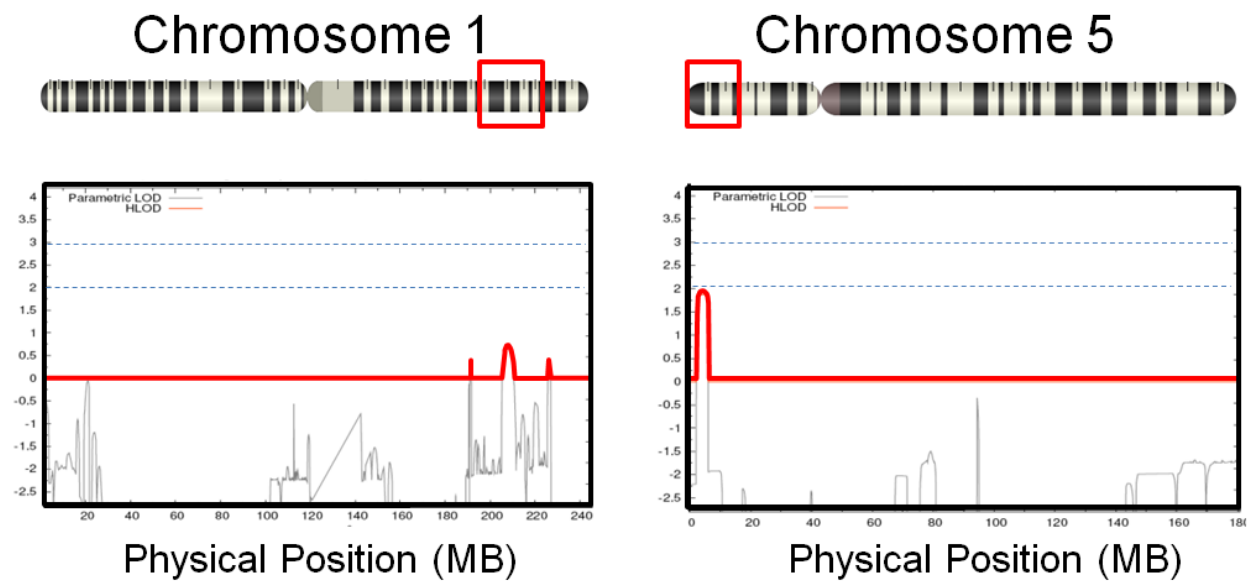 Chromosome 1
Chromosome 5
Parametric LOD
HLOD
4
3.5
3
2.5
2
1.5
1
0.5
0
-0.5
-1
-1.5
-2
-2.5
20 40 60 80 100 120 140 160 180 200 220 240
Physical Position (MB)
Parametric LOD
HLOD
4
3.5
3
2.5
2
1.5
1
0.5
0
-0.5
-1
-1.5
-2
-2.5
0 20 40 60 80 100 120 140 160 180
Physical Position (MB)